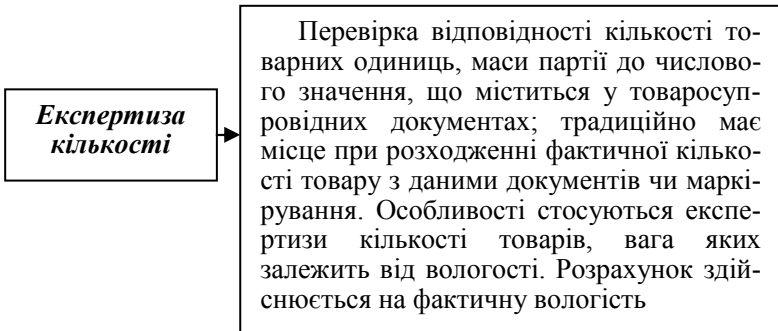 Експертиза
кількості
Перевірка відповідності кількості то-
варних одиниць, маси партії до числово-
го значення, що міститься у товаросуп-
ровідних документах; традиційно має
місце при розходженні фактичної кілько-
сті товару з даними документів чи маркі-
рування. Особливості стосуються експе-
ртизи кількості товарів, вага яких
залежить від вологості. Розрахунок здій-
снюється на фактичну вологість